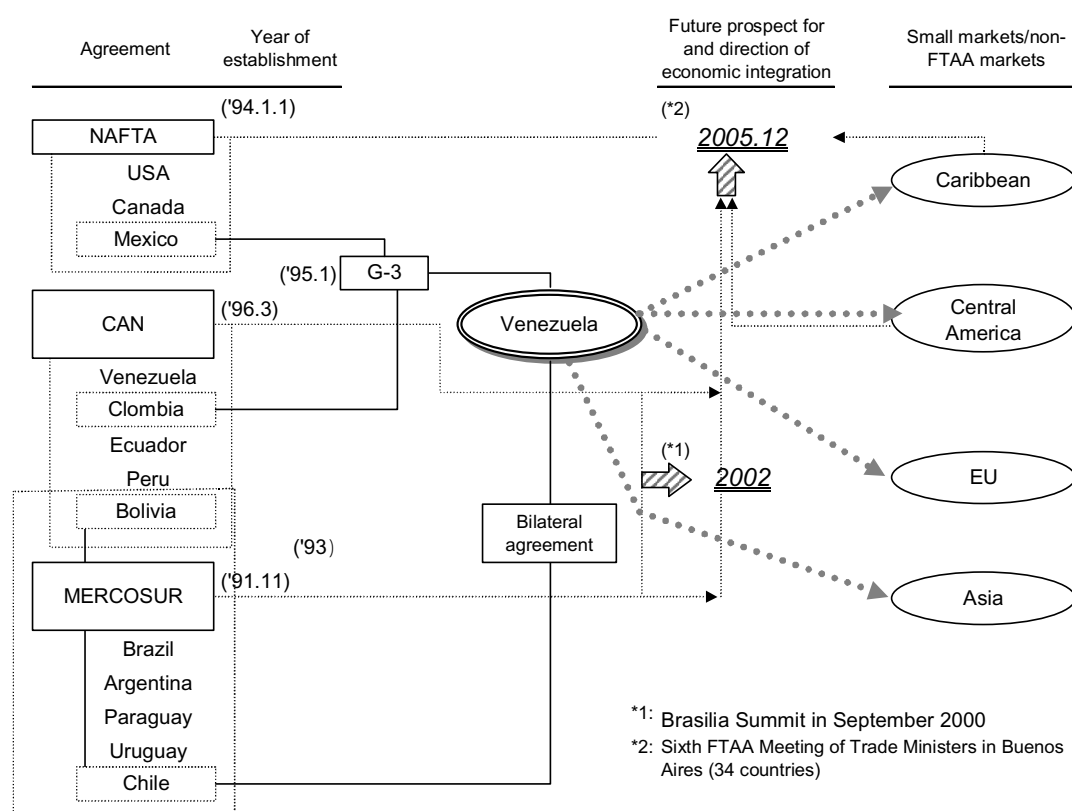 Agreement
Year of
establishment
Future prospect for
and direction of
economic integration
Small markets/non-
FTAA markets
('94.1.1)
(*2)
NAFTA
2005.12
USA
Canada
Mexico
Caribbean
('95.1)
G-3
CAN
('96.3)
Venezuela
Central
America
Venezuela
Clombia
Ecuador
Peru
Bolivia
(*1)
2002
EU
Bilateral
agreement
('93)
MERCOSUR
('91.11)
Asia
Brazil
Argentina
Paraguay
Uruguay
Chile
*1: Brasilia Summit in September 2000
*2: Sixth FTAA Meeting of Trade Ministers in Buenos
Aires (34 countries)